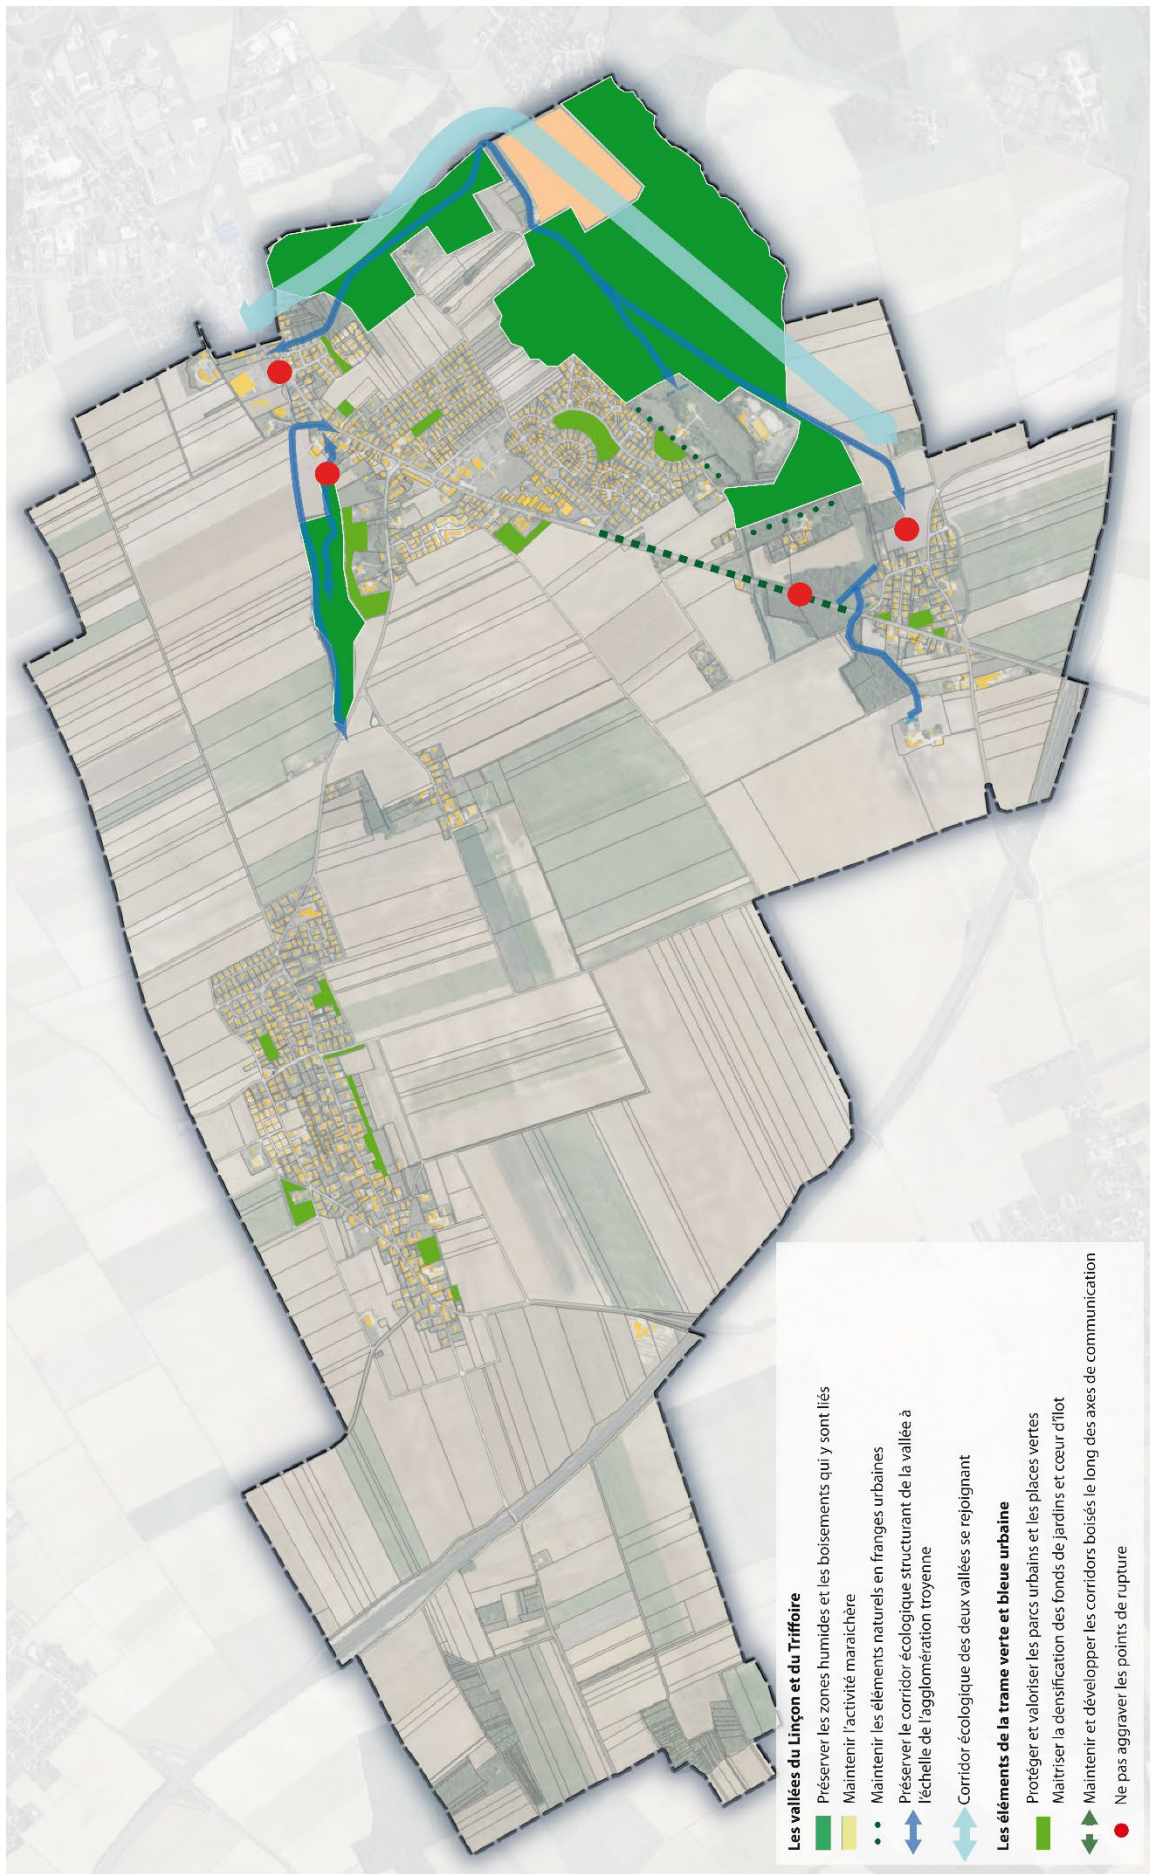 Les vallées du Linçon et du Triffoire
Préserver les zones humides et les boisements qui y sont liés
Maintenir l'activité maraichère
Maintenir les éléments naturels en franges urbaines
Préserver le corridor écologique structurant de la vallée à
l'échelle de l'agglomération troyenne
Corridor écologique des deux vallées se rejoignant
Les éléments de la trame verte et bleue urbaine
Protéger et valoriser les parcs urbains et les places vertes
Maitriser la densification des fonds de jardins et cœur d'îlot
Maintenir et développer les corridors boisés le long des axes de communication
Ne pas aggraver les points de rupture